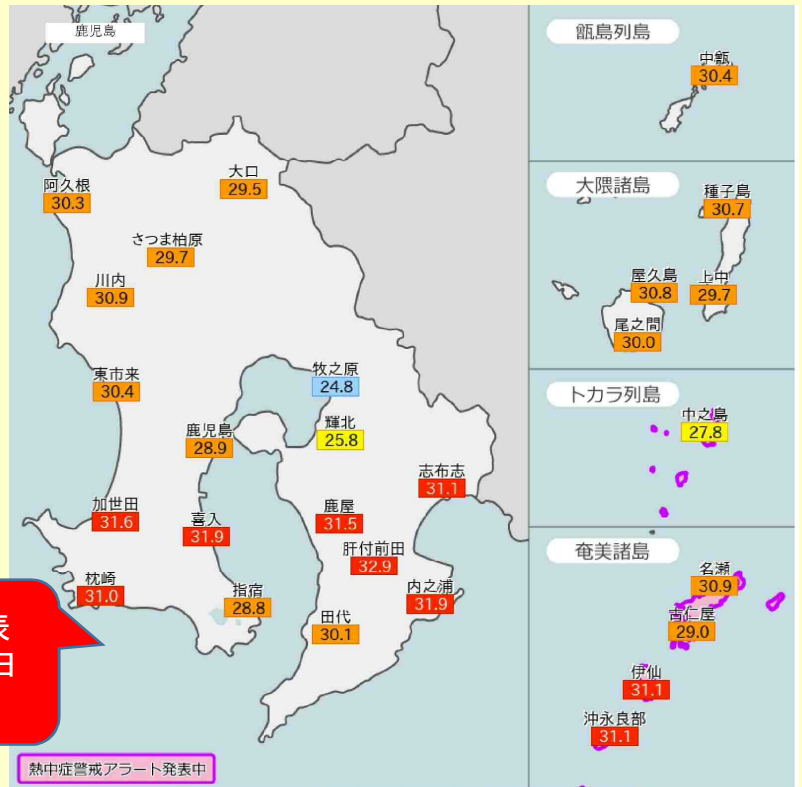 鹿児島
甑島列島
中甑
30.4
大口
29.5
阿久根
30.3
さつま柏原
29.7
川内
30.9
大隈諸島
種子島
30.7
屋久島
30.8
上中
29.7
尾之間
30.0
東市来
30.4
牧之原
24.8
鹿児島
28.9
輝北
25.8
トカラ列島
中之島
27.8
志布志
31.1
加世田
31.6
喜入
31.9
鹿屋
31.5
肝付前田
32.9
枕崎
31.0
指宿
28.8
内之浦
31.9
田代
30.1
奄美諸島
名瀬
30.9
古仁屋
29.0
伊仙
31.1
沖永良部
31.1
表
日
熱中症警戒アラート発表中